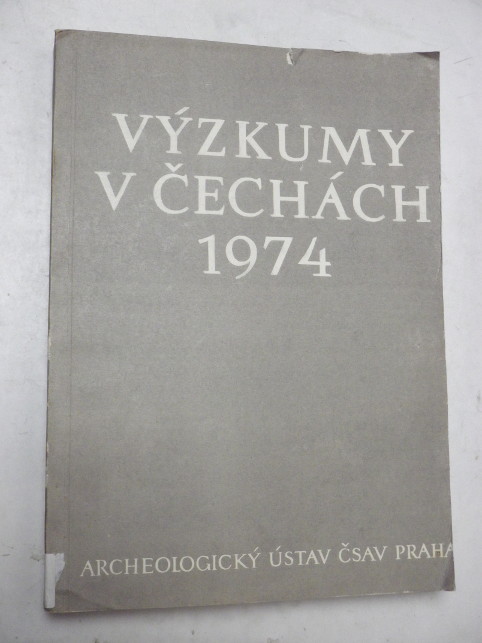 VÝZKUMY
V ČECHÁCH
1974
ARCHEOLOGICKÝ ÚSTAV ČSAV PRAHA